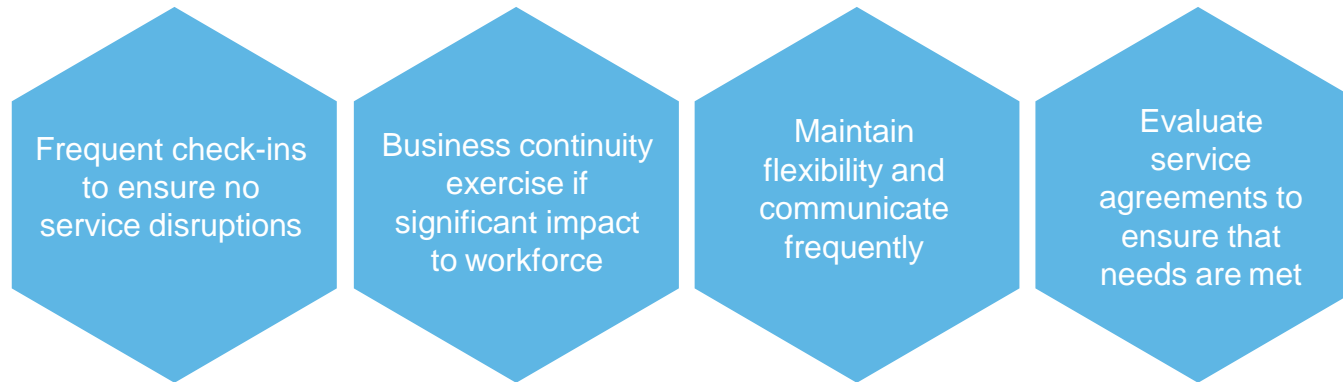 Frequent check-ins
to ensure no
service disruptions
Business continuity
exercise if
significant impact
to workforce
Maintain
flexibility and
communicate
frequently
Evaluate
service
agreements to
ensure that
needs are met